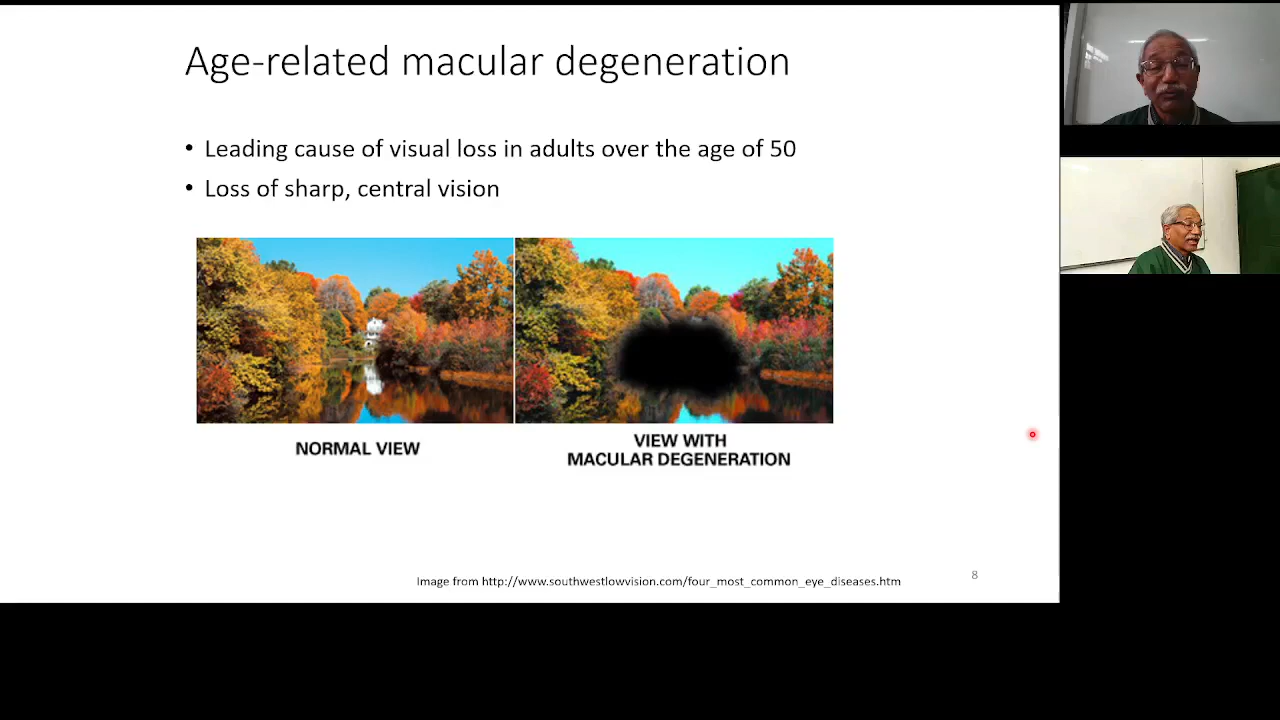 Age-related macular degeneration
• Leading cause of visual loss in adults over the age of 50
• Loss of sharp, central vision
NORMAL VIEW
VIEW WITH
MACULAR DEGENERATION
Image from http://www.southwestlowvision.com/four_most_common_eye_diseases.htm
8